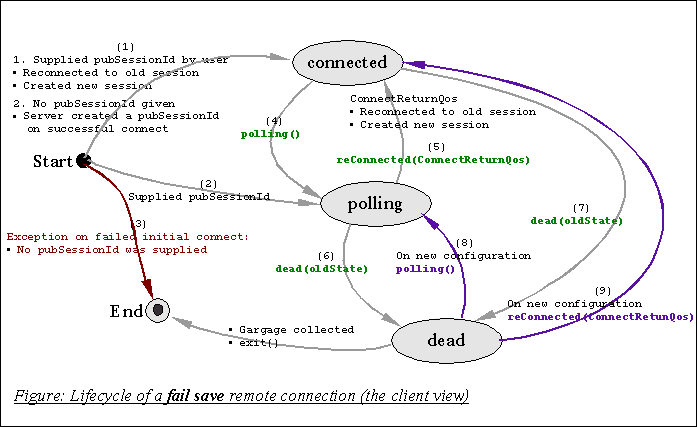 (1)
1. Supplied pubSessionId by user
• Reconnected to old session
• Created new session
2. No pubSessionId given
• Server created a pubSessionId
on successful connect
connected
ConnectReturnQos
• Reconnected to old session
• Created new session
(4)
polling()
(5)
reConnected(ConnectReturnQos)
Start
(2)
Supplied pubSessionId
polling
(7)
dead(oldState)
(3)
Exception on failed initial connect:
• No pubSessionId was supplied
(6)
dead(oldState)
(8)
On new configuration
polling()
(9)
On new configuration
reConnected(ConnectRetunQos)
End
• Gargage collected
• exit()
dead
Figure: Lifecycle of a fail save remote connection (the client view)